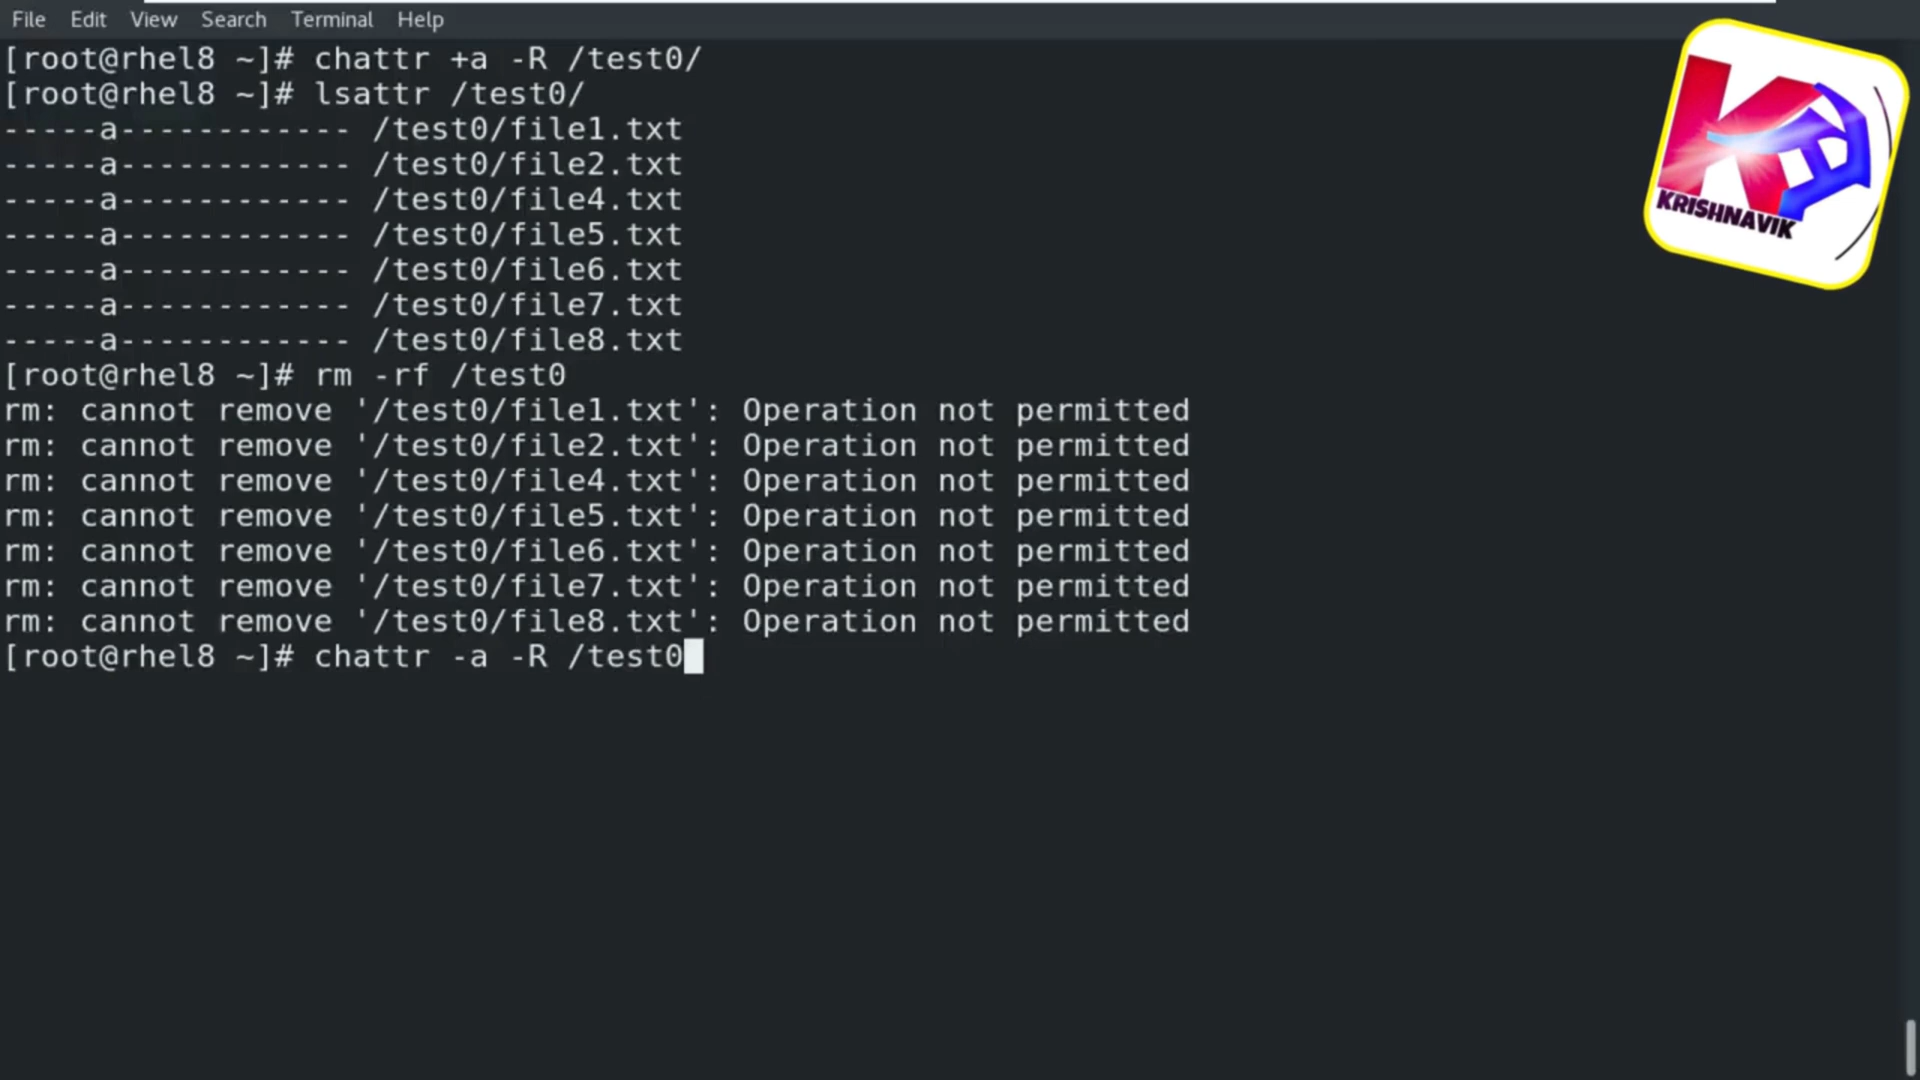 File Edit View Search Terminal Help
[root@rhel8 ~]# chattr +a -R /test0/
[root@rhel8 ~]# lsattr /test0/
-----a------------ /test0/file1.txt
-----a------------ /test0/file2.txt
-----a------------ /test0/file4.txt
-----a------------ /test0/file5.txt
-----a------------ /test0/file6.txt
-----a------------ /test0/file7.txt
-----a------------ /test0/file8.txt
[root@rhel8 ~]# rm -rf /test0
rm: cannot remove '/test0/file1.txt': Operation not permitted
rm: cannot remove '/test0/file2.txt': Operation not permitted
rm: cannot remove '/test0/file4.txt': Operation not permitted
rm: cannot remove '/test0/file5.txt': Operation not permitted
rm: cannot remove '/test0/file6.txt': Operation not permitted
rm: cannot remove '/test0/file7.txt': Operation not permitted
rm: cannot remove '/test0/file8.txt': Operation not permitted
[root@rhel8 ~]# chattr -a -R /test0
KRISHNAVIK